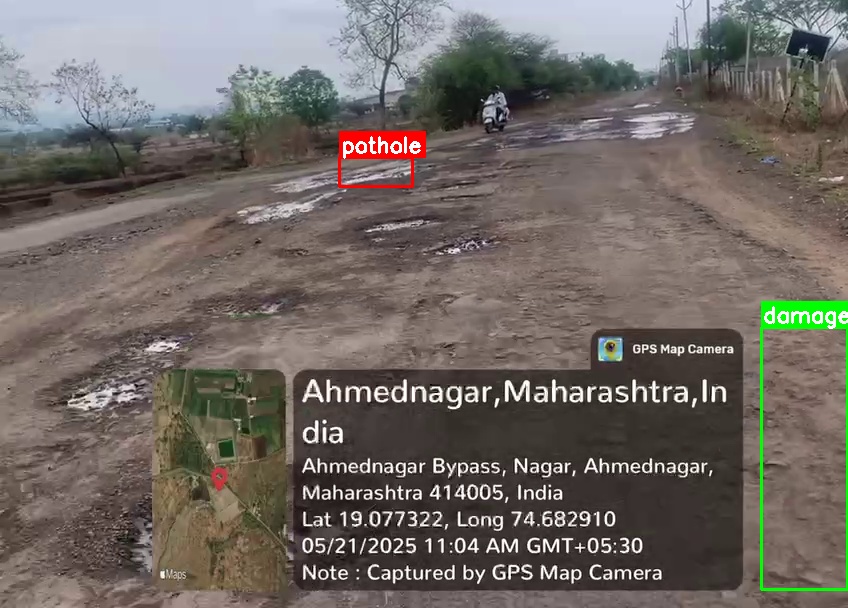 pothole
damage
GPS Map Camera
Ahmednagar,Maharashtra,In
dia
Ahmednagar Bypass, Nagar, Ahmednagar,
Maharashtra 414005, India
Lat 19.077322, Long 74.682910
05/21/2025 11:04 AM GMT+05:30
Note : Captured by GPS Map Camera
Maps